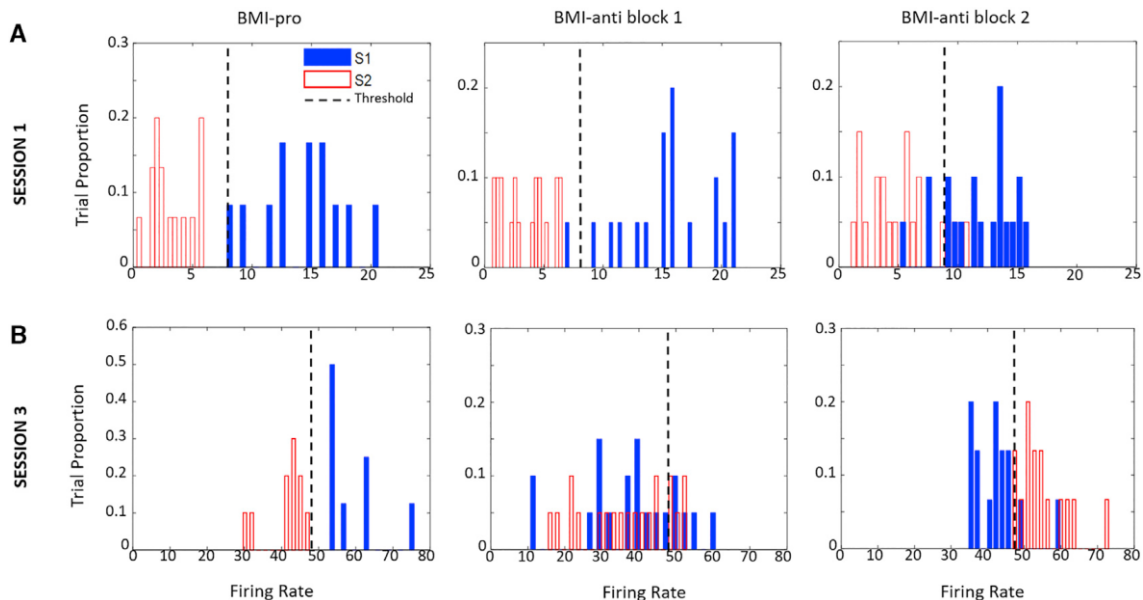 A
BMI-pro
BMI-anti block 1
BMI-anti block 2
SESSION 1
Trial Proportion
0.3
0.2
0.1
0
0 5 10 15 20 25
S1
S2
Threshold
0.3
0.2
0.1
0
0 5 10 15 20 25
0.3
0.2
0.1
0
0 5 10 15 20 25
B
SESSION 3
Trial Proportion
0.6
0.5
0.4
0.3
0.2
0.1
0
0 10 20 30 40 50 60 70 80
Firing Rate
0.3
0.2
0.1
0
0 10 20 30 40 50 60 70 80
Firing Rate
0.3
0.2
0.1
0
0 10 20 30 40 50 60 70 80
Firing Rate